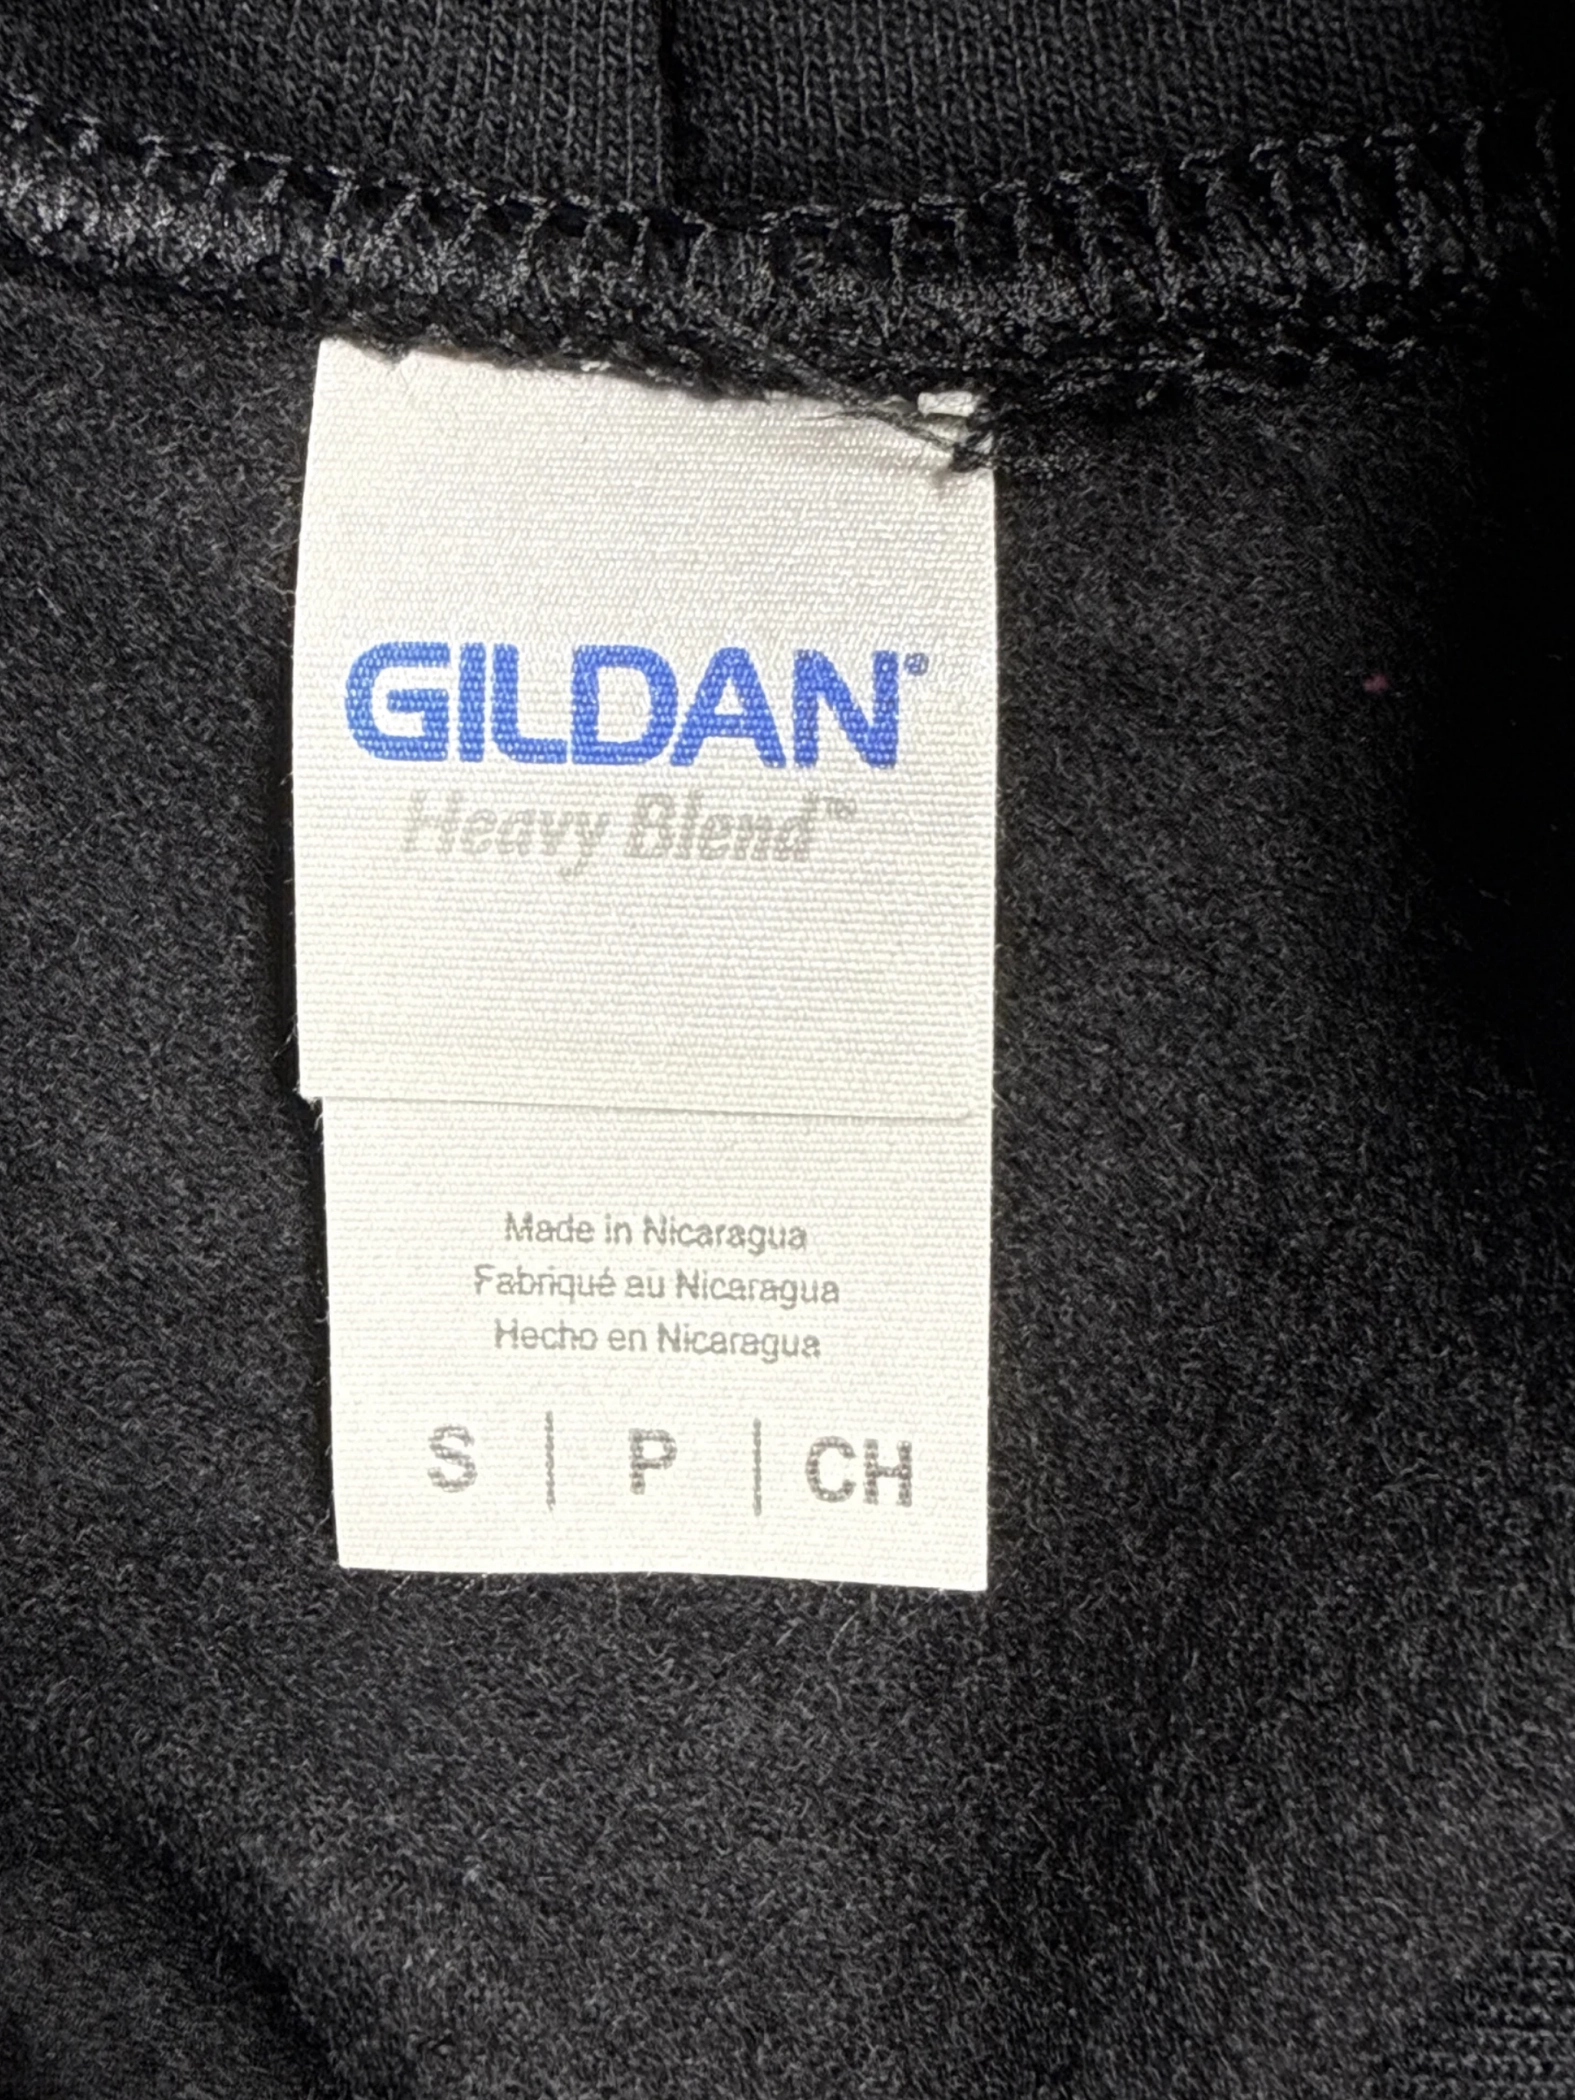 GILDAN®
Heavy Blend™
Made in Nicaragua
Fabriqué au Nicaragua
Hecho en Nicaragua
S | P | CH